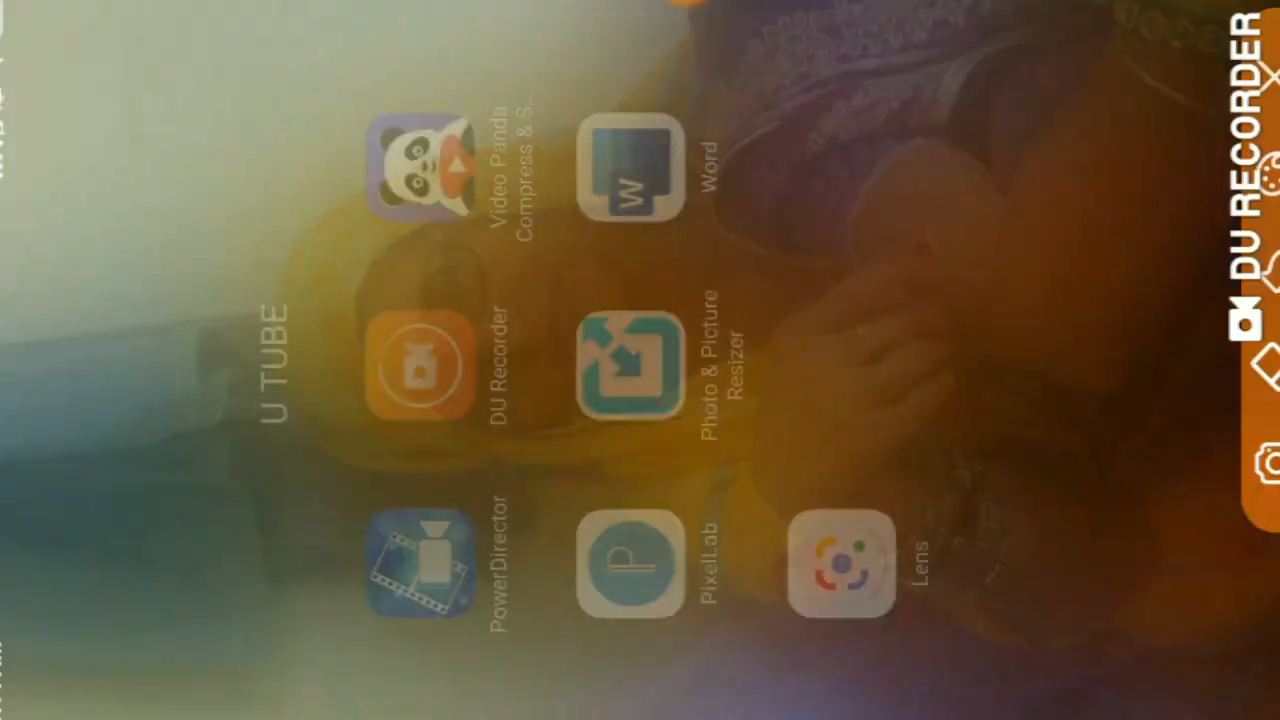 U TUBE
PowerDirector
DU Recorder
Video Panda
Compress & S...
PixelLab
Photo & Picture
Resizer
Word
Lens
DU RECORDER